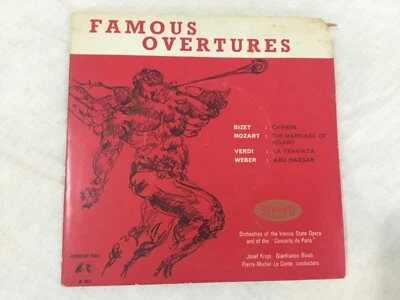 FAMOUS
OVERTURES
BIZET : CARMEN
MOZART : THE MARRIAGE OF
FIGARO
VERDI : LA TRAVIATA
WEBER : ABU HASSAN
STEREO
Orchestras of the Vienna State Opera
and of the "Concerts de Paris"
Josef Krips, Gianfranco Rivoli
Pierre-Michel Le Conte, conductors